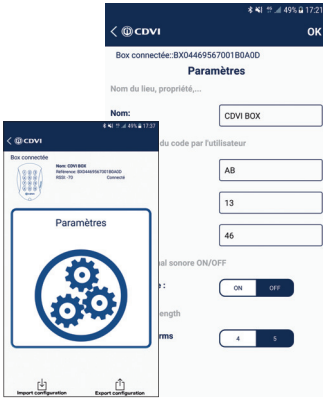 49% 17:21
CDVI
OK
Box connectée::BX04469567001B0A0D
Paramètres
Nom du lieu, propriété,...
Nom:
CDVI BOX
du code par l'utilisateur
AB
13
46
al sonore ON/OFF
e :
ON
OFF
ength
rms
4
5
49% 17:37
CDVI
Box connectée
Nom: CDVI BOX
Référence: BX04469567001B0A0D
RSSI: -70
Connecté
Paramètres
Import configuration
Export configuration